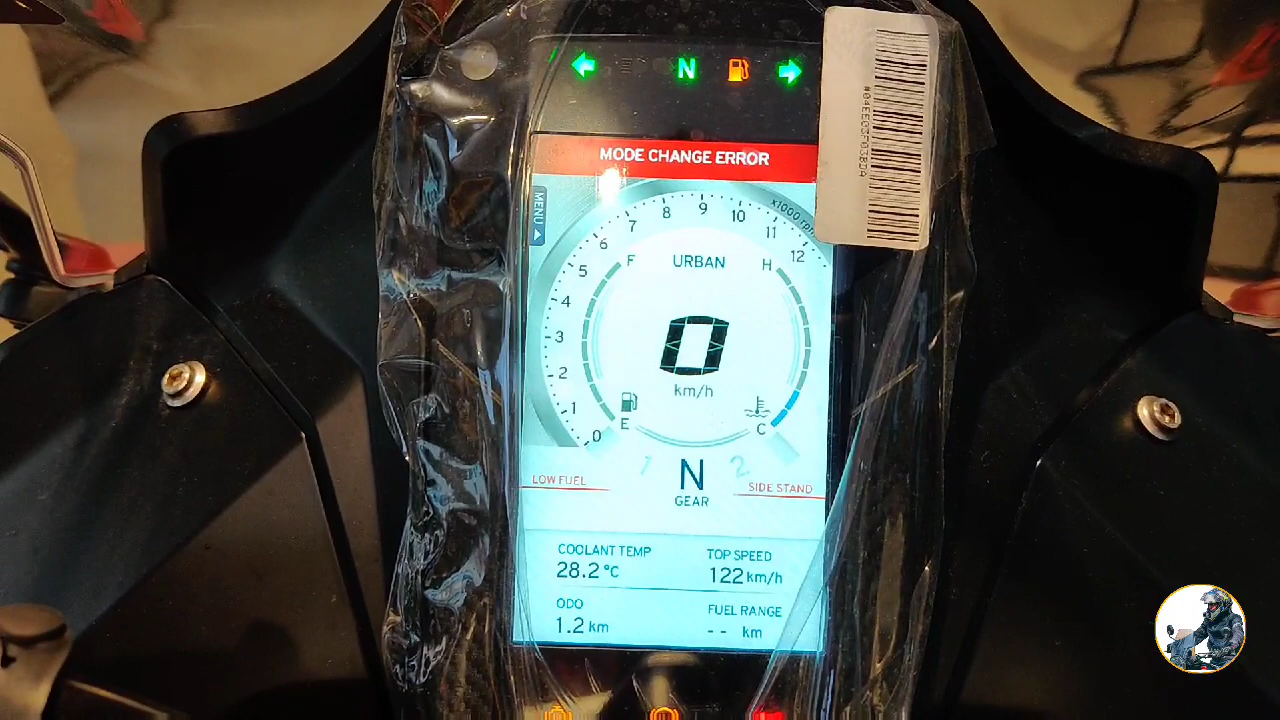 N
MODE CHANGE ERROR
MENU
x1000 rpm
0 1 2 3 4 5 6 7 8 9 10 11 12
F URBAN H
0
km/h
E C
1 N 2
GEAR
LOW FUEL
SIDE STAND
COOLANT TEMP
28.2 °C
TOP SPEED
122 km/h
ODO
1.2 km
FUEL RANGE
-- km